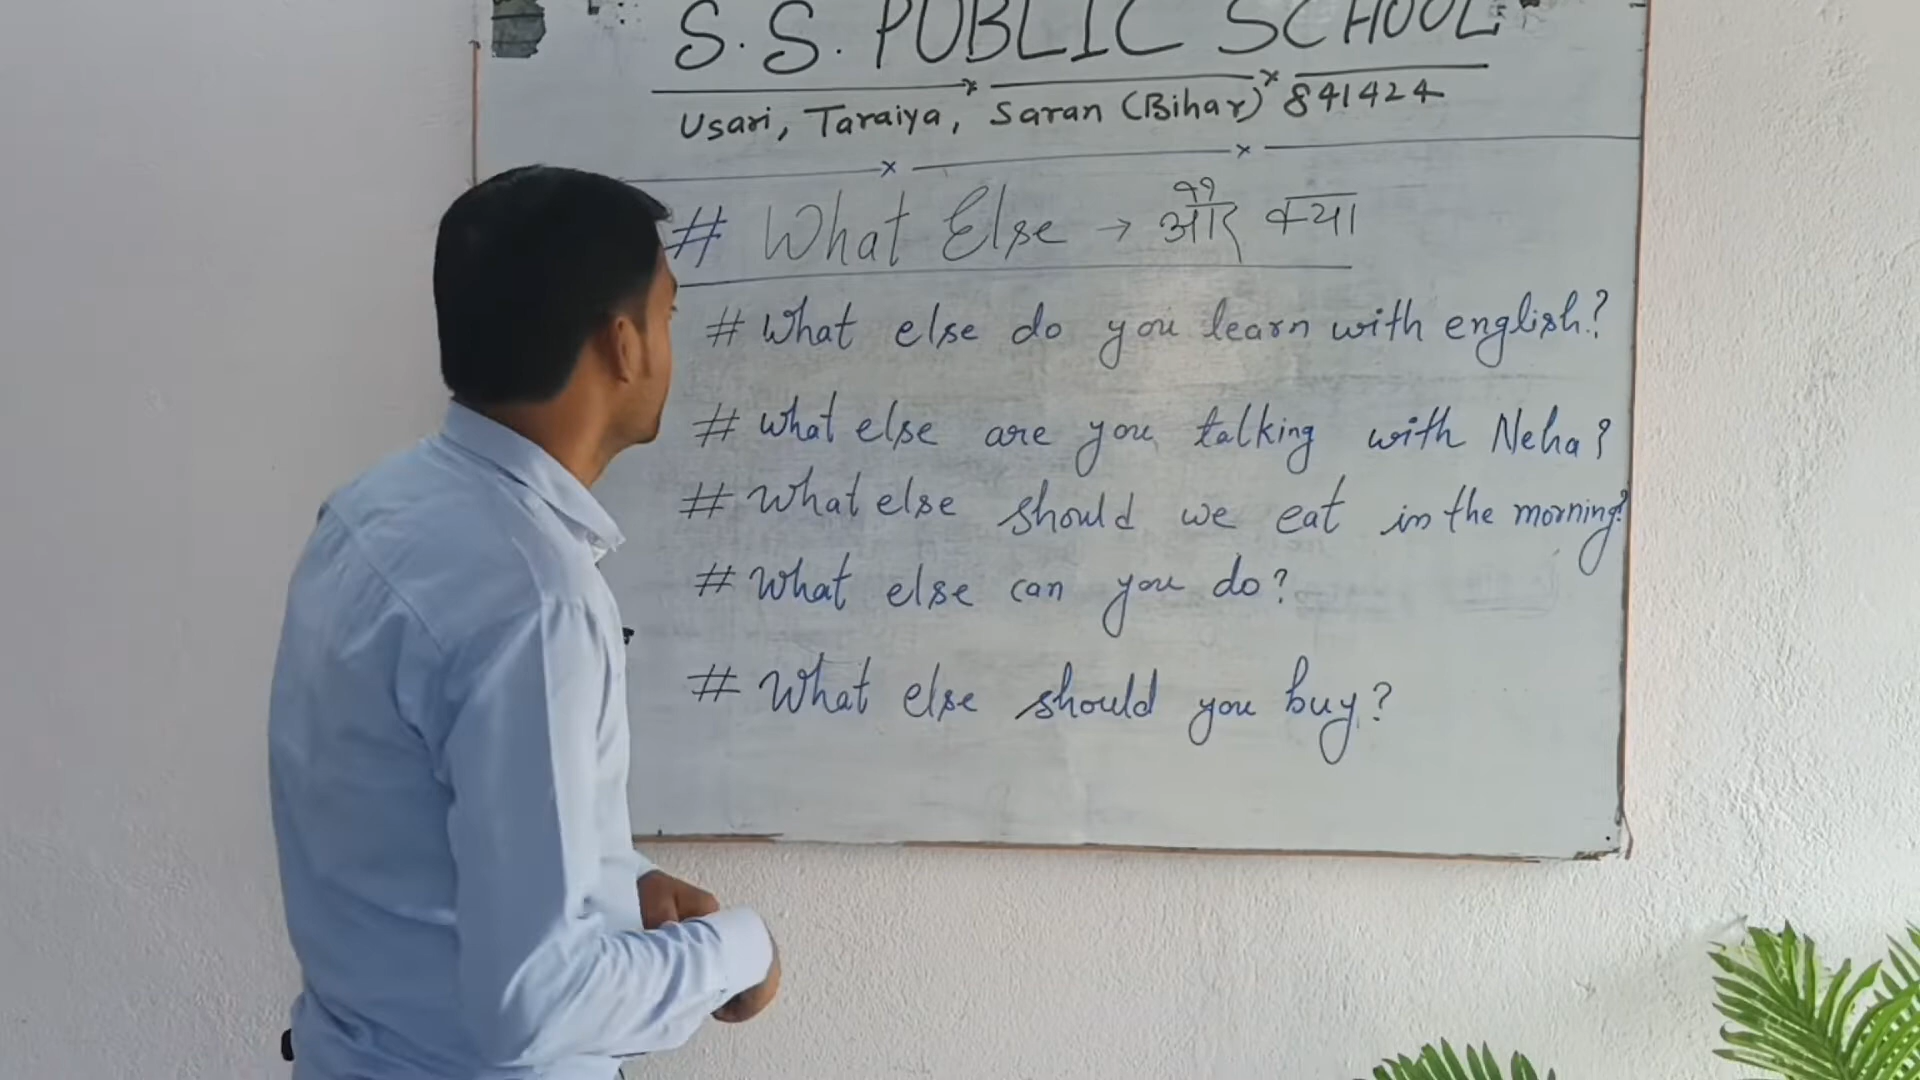 S. S. PUBLIC SCHOOL
Usari, Taraiya, Saran (Bihar) 841424
# What Else → और क्या
# What else do you learn with english?
# What else are you talking with Neha?
# What else should we eat in the morning?
# What else can you do?
# What else should you buy?